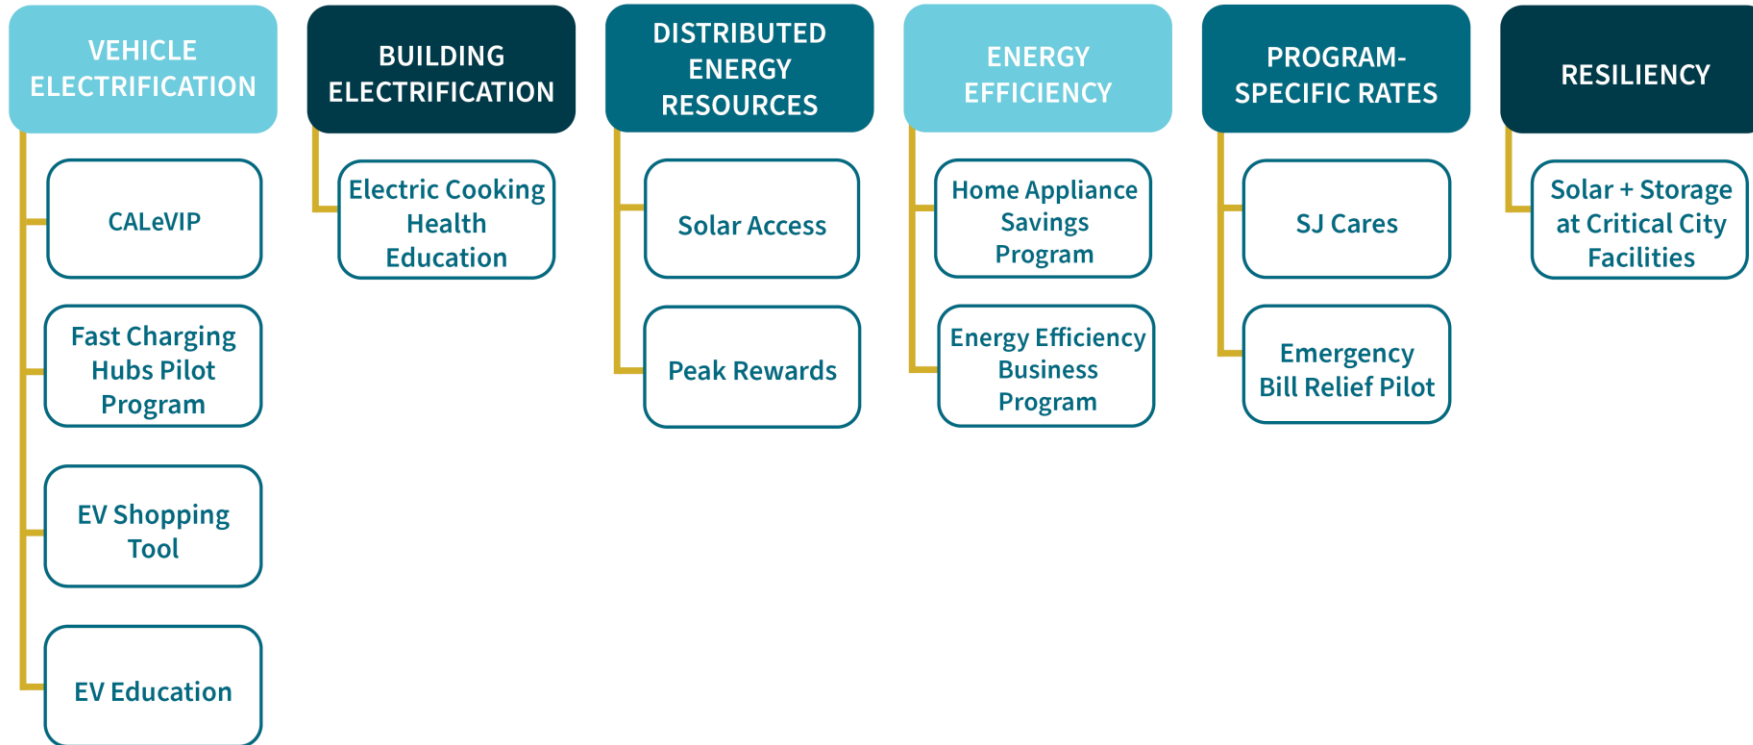 VEHICLE
ELECTRIFICATION
CALeVIP
Fast Charging
Hubs Pilot
Program
EV Shopping
Tool
EV Education
BUILDING
ELECTRIFICATION
Electric Cooking
Health
Education
DISTRIBUTED
ENERGY
RESOURCES
Solar Access
Peak Rewards
ENERGY
EFFICIENCY
Home Appliance
Savings
Program
Energy Efficiency
Business
Program
PROGRAM-
SPECIFIC RATES
SJ Cares
Emergency
Bill Relief Pilot
RESILIENCY
Solar + Storage
at Critical City
Facilities